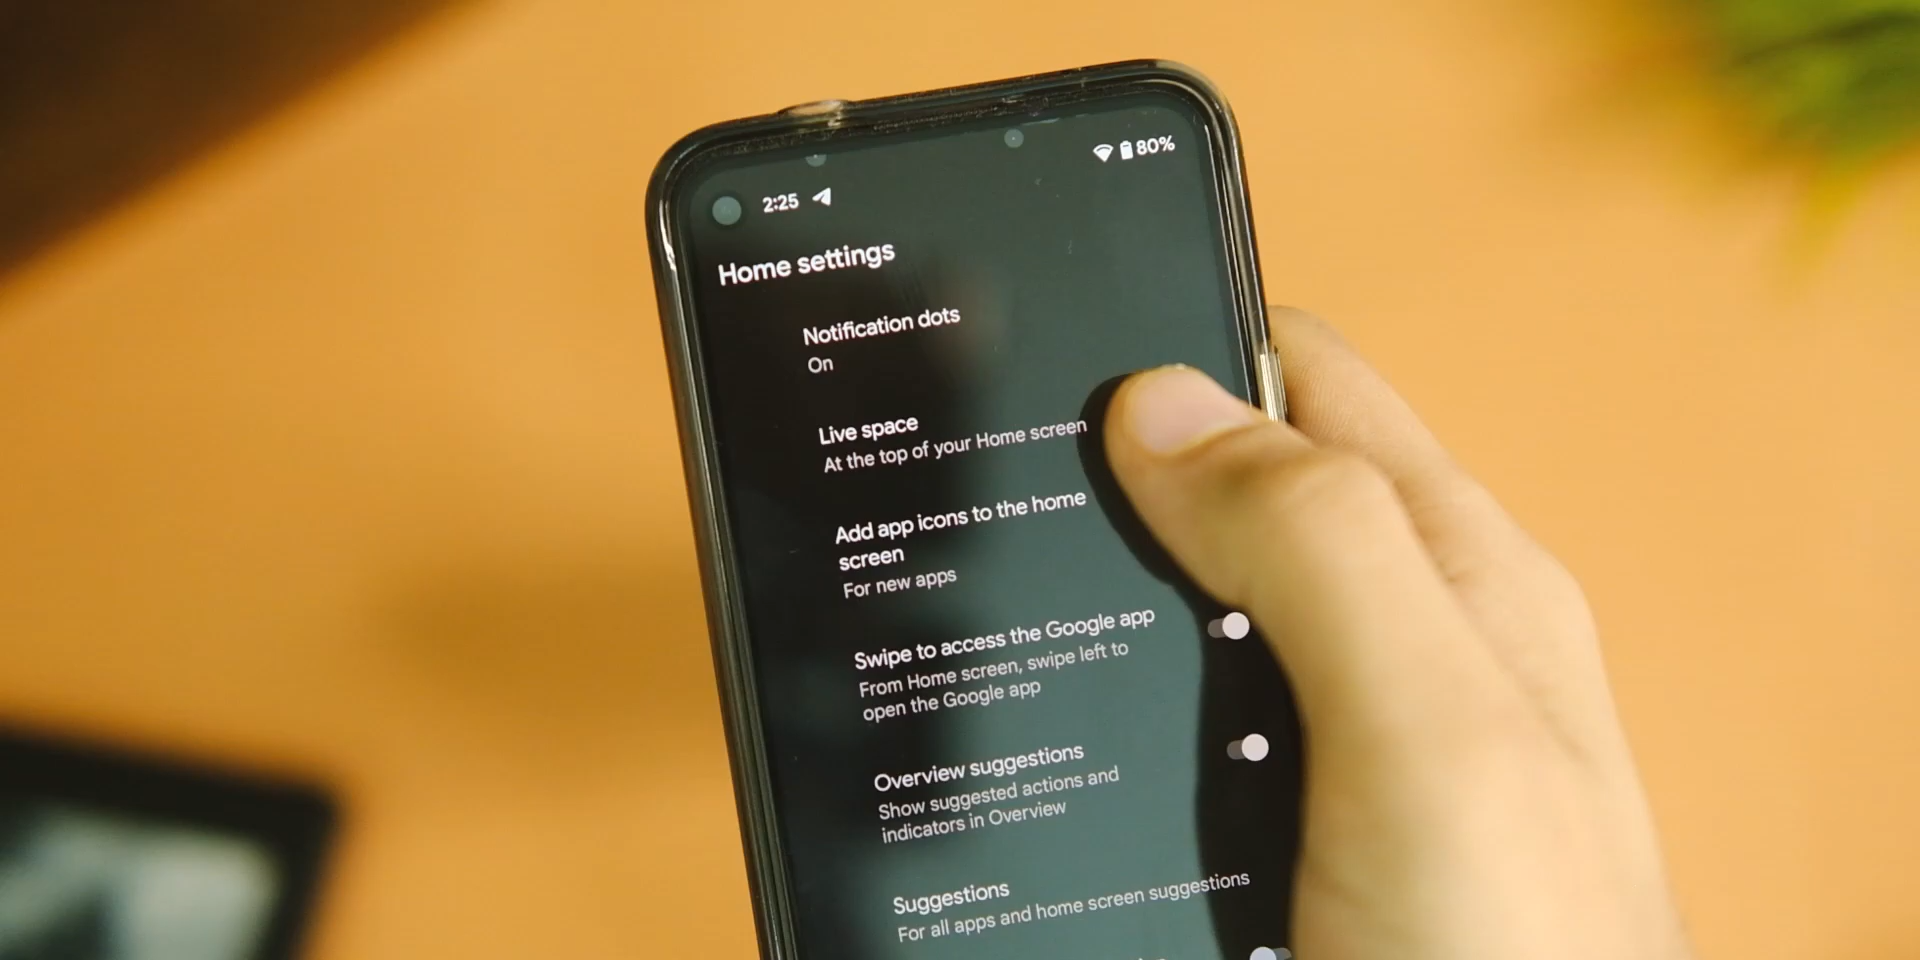 2:25
80%
Home settings
Notification dots
On
Live space
At the top of your Home screen
Add app icons to the home
screen
For new apps
Swipe to access the Google app
From Home screen, swipe left to
open the Google app
Overview suggestions
Show suggested actions and
indicators in Overview
Suggestions
For all apps and home screen suggestions